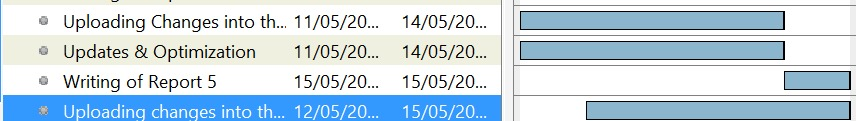 Uploading Changes into th... 11/05/20... 14/05/20...
Updates & Optimization 11/05/20... 14/05/20...
Writing of Report 5 15/05/20... 15/05/20...
Uploading changes into th... 12/05/20... 15/05/20...